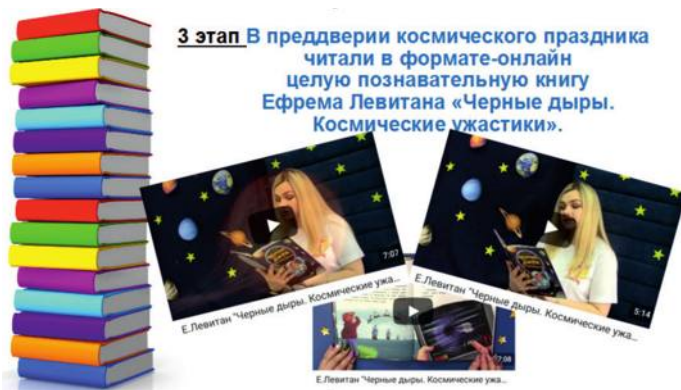 3 этап В преддверии космического праздника
читали в формате-онлайн
целую познавательную книгу
Ефрема Левитана «Черные дыры.
Космические ужастики».
7:07
Е.Левитан "Черные дыры. Космические ужа...
5:14
Е.Левитан "Черные дыры. Космические ужа...
7:08
Е.Левитан "Черные дыры. Космические ужа...